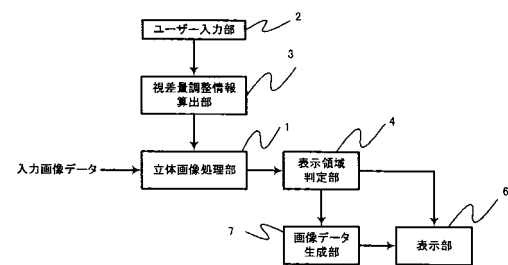 2
ユーザー入力部
3
視差量調整情報
算出部
1
4
入力画像データ
立体画像処理部
表示領域
判定部
6
7
画像データ
生成部
表示部